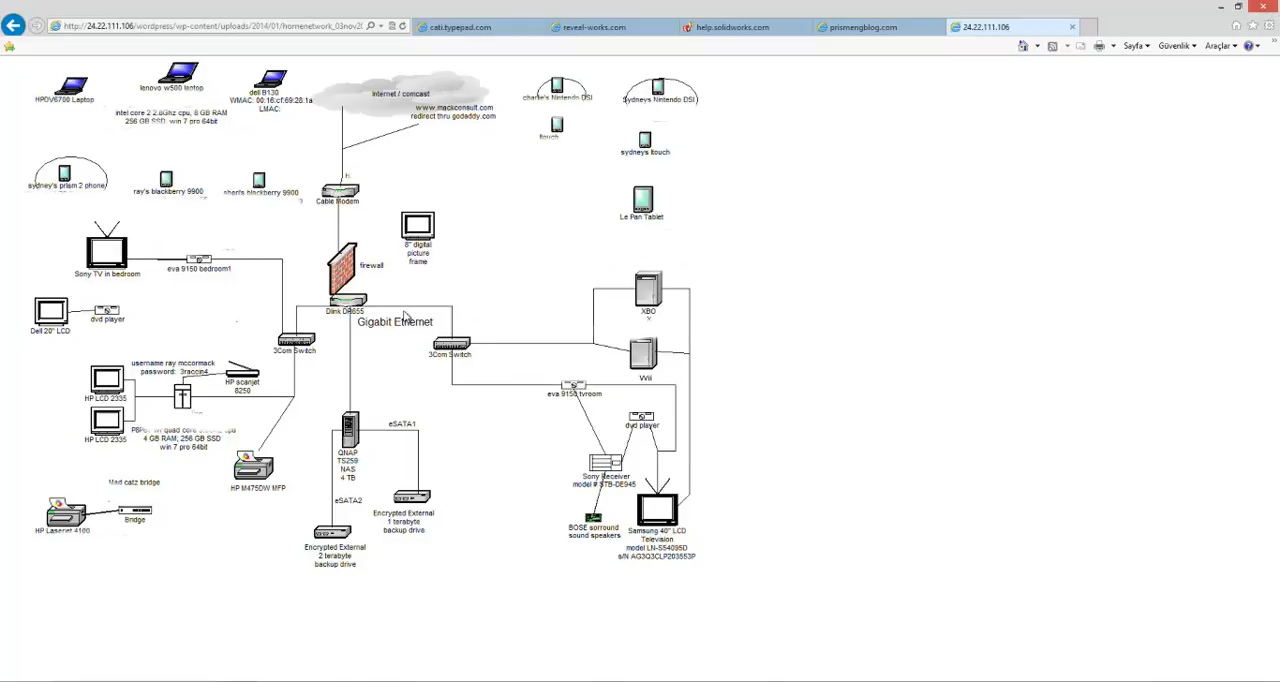 http://24.22.111.106/wordpress/wp-content/uploads/2014/01/homenetwork_03nov20
cati.typepad.com
reveal-works.com
help.solidworks.com
prismengblog.com
24.22.111.106
Sayfa
Güvenlik
Araçlar
HPDV6700 Laptop
lenovo w500 laptop
dell B130
WMAC: 00:16:cf:69:28:1a
LMAC:
intel core 2 2.8Ghz cpu, 8 GB RAM
256 GB SSD; win 7 pro 64bit
Internet / comcast
www.mackconsult.com
redirect thru godaddy.com
charlie's Nintendo DSI
Sydneys Nintendo DSI
itouch
sydneys itouch
sydney's prism 2 phone
ray's blackberry 9900
sheri's blackberry 9900
Cable Modem
Le Pan Tablet
8" digital
picture
frame
firewall
Sony TV in bedroom
eva 9150 bedroom1
Dell 20" LCD
dvd player
Dlink DIR655
Gigabit Ethernet
3Com Switch
3Com Switch
XBO
X
Wii
username ray mccormack
password: 3raccin4
HP scanjet
8250
HP LCD 2335
HP LCD 2335
quad core
4 GB RAM; 256 GB SSD
win 7 pro 64bit
eva 9150 tvroom
dvd player
eSATA1
QNAP
TS259
NAS
4 TB
HP M475DW MFP
Sony Receiver
model # STB-DE945
Mad catz bridge
Bridge
HP Laserjet 4100
eSATA2
Encrypted External
1 terabyte
backup drive
Encrypted External
2 terabyte
backup drive
BOSE sorround
sound speakers
Samsung 40" LCD
Television
model LN-S54095D
s/N AG3Q3CLP203553P